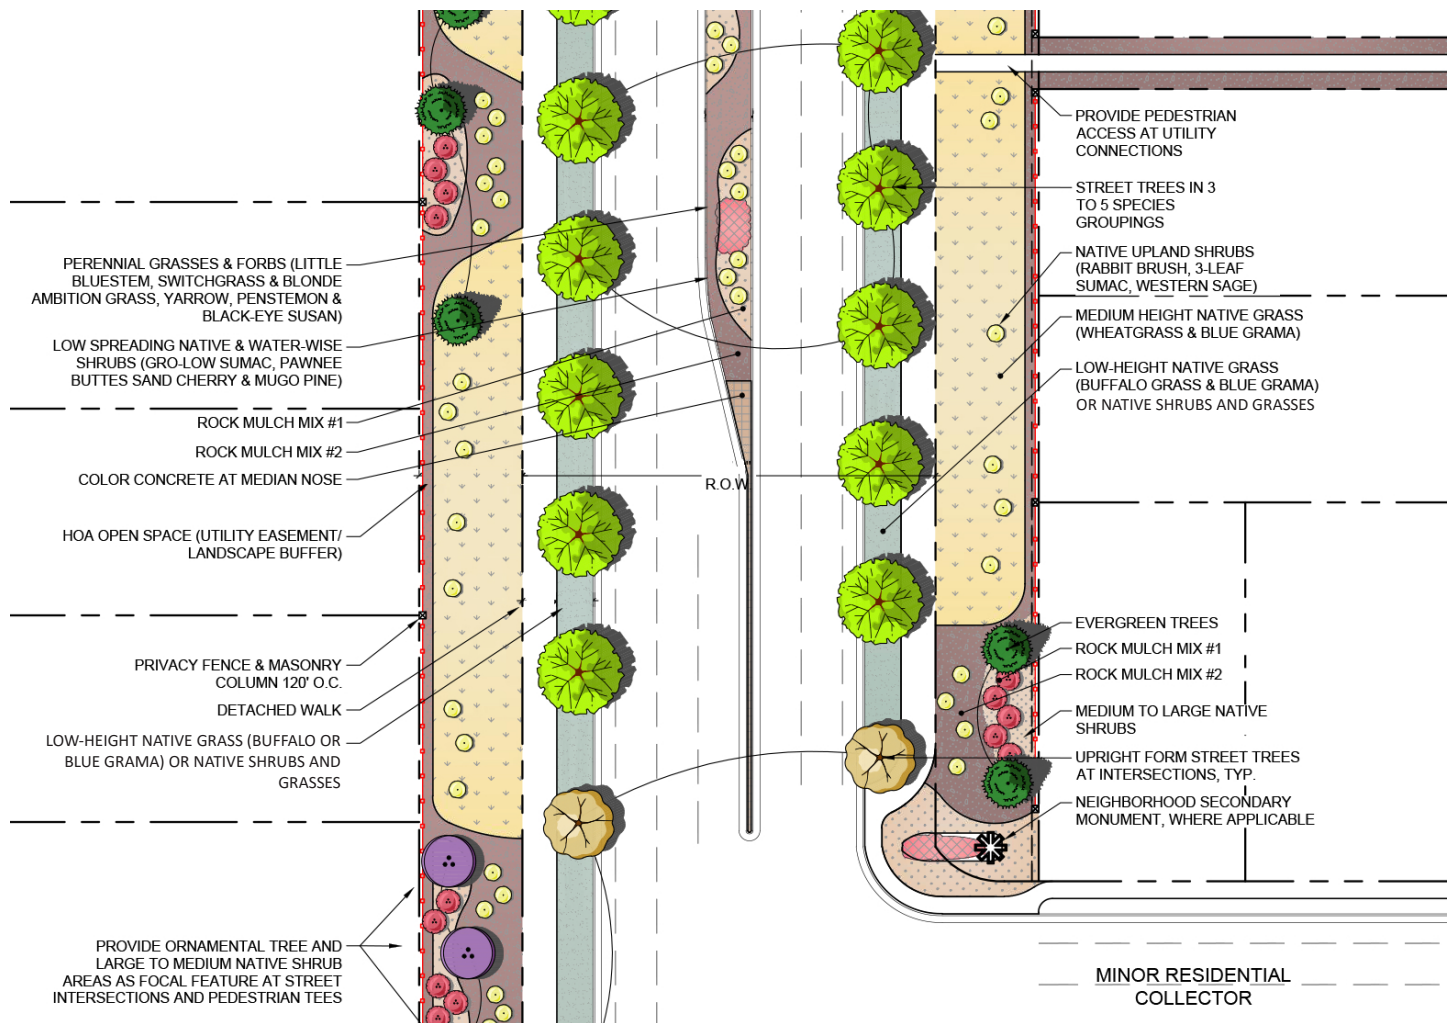 PERENNIAL GRASSES & FORBS (LITTLE
BLUESTEM, SWITCHGRASS & BLONDE
AMBITION GRASS, YARROW, PENSTEMON &
BLACK-EYE SUSAN)
LOW SPREADING NATIVE & WATER-WISE
SHRUBS (GRO-LOW SUMAC, PAWNEE
BUTTES SAND CHERRY & MUGO PINE)
ROCK MULCH MIX #1
ROCK MULCH MIX #2
COLOR CONCRETE AT MEDIAN NOSE
HOA OPEN SPACE (UTILITY EASEMENT/
LANDSCAPE BUFFER)
PRIVACY FENCE & MASONRY
COLUMN 120' O.C.
DETACHED WALK
LOW-HEIGHT NATIVE GRASS (BUFFALO OR
BLUE GRAMA) OR NATIVE SHRUBS AND
GRASSES
PROVIDE ORNAMENTAL TREE AND
LARGE TO MEDIUM NATIVE SHRUB
AREAS AS FOCAL FEATURE AT STREET
INTERSECTIONS AND PEDESTRIAN TEES
R.O.W
PROVIDE PEDESTRIAN
ACCESS AT UTILITY
CONNECTIONS
STREET TREES IN 3
TO 5 SPECIES
GROUPINGS
NATIVE UPLAND SHRUBS
(RABBIT BRUSH, 3-LEAF
SUMAC, WESTERN SAGE)
MEDIUM HEIGHT NATIVE GRASS
(WHEATGRASS & BLUE GRAMA)
LOW-HEIGHT NATIVE GRASS
(BUFFALO GRASS & BLUE GRAMA)
OR NATIVE SHRUBS AND GRASSES
EVERGREEN TREES
ROCK MULCH MIX #1
ROCK MULCH MIX #2
MEDIUM TO LARGE NATIVE
SHRUBS
UPRIGHT FORM STREET TREES
AT INTERSECTIONS, TYP.
NEIGHBORHOOD SECONDARY
MONUMENT, WHERE APPLICABLE
MINOR RESIDENTIAL
COLLECTOR